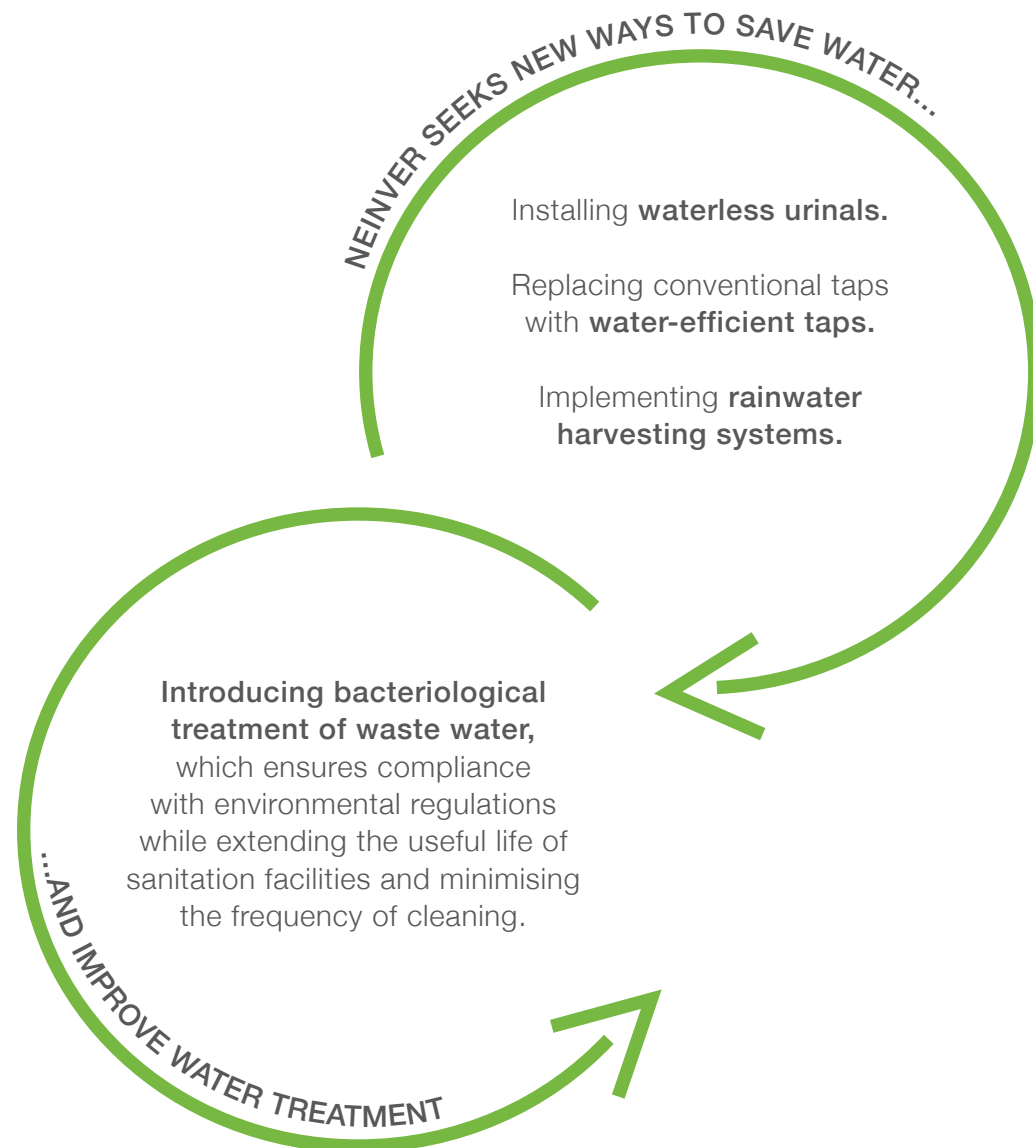 NEINVER SEEKS NEW WAYS TO SAVE WATER...
Installing waterless urinals.
Replacing conventional taps
with water-efficient taps.
Implementing rainwater
harvesting systems.
Introducing bacteriological
treatment of waste water,
which ensures compliance
with environmental regulations
while extending the useful life of
sanitation facilities and minimising
the frequency of cleaning.
...AND IMPROVE WATER TREATMENT